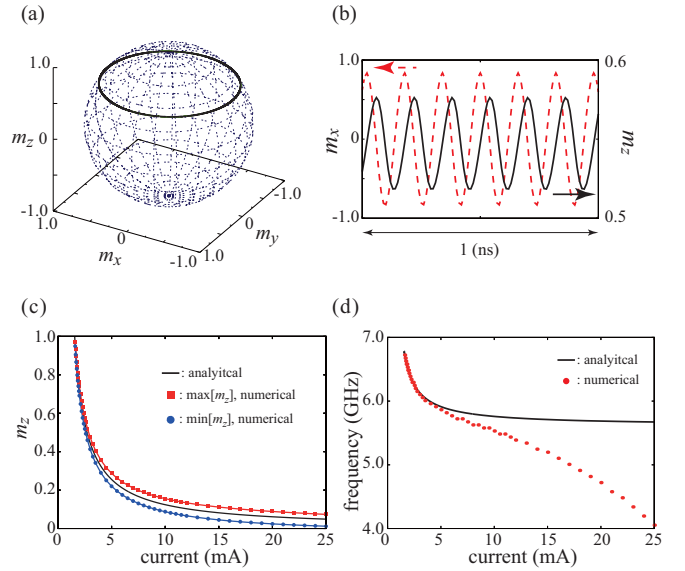 (a)
(b)
m_z
1.0
0
-1.0
1.0
0
-1.0
m_x
1.0
0
-1.0
m_y
m_x
1.0
0
-1.0
0.6
0.5
m_z
1 (ns)
(c)
(d)
m_z
1.0
0.8
0.6
0.4
0.2
0
: analyitcal
: max[m_z], numerical
: min[m_z], numerical
0 5 10 15 20 25
current (mA)
frequency (GHz)
7.0
6.0
5.0
4.0
: analyitcal
: numerical
0 5 10 15 20 25
current (mA)